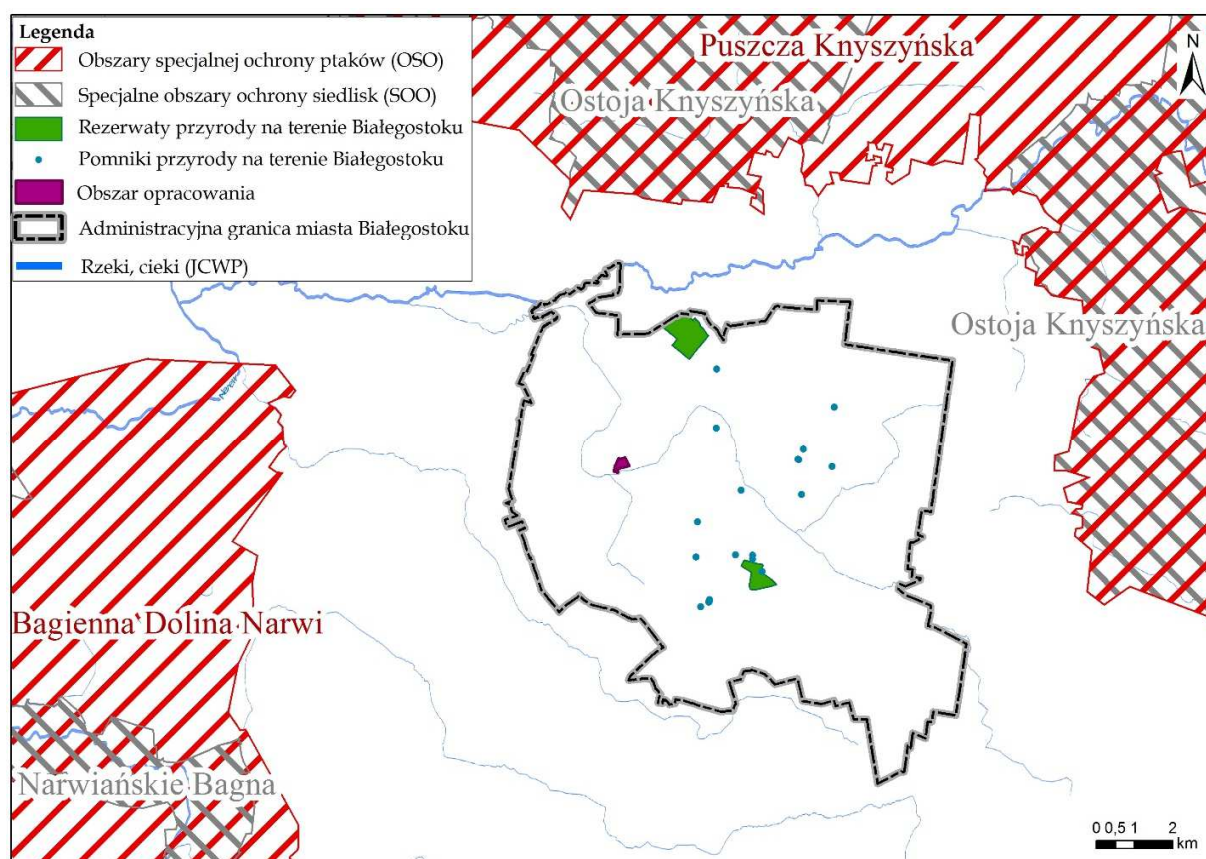 Legenda
Obszary specjalnej ochrony ptaków (OSO)
Specjalne obszary ochrony siedlisk (SOO)
Rezerwaty przyrody na terenie Białegostoku
Pomniki przyrody na terenie Białegostoku
Obszar opracowania
Administracyjna granica miasta Białegostoku
Rzeki, cieki (JCWP)
Puszcza Knyszyńska
Ostoja Knyszyńska
N
Ostoja Knyszyńska
Narew
Bagienna Dolina Narwi
Narwiańskie Bagna
0 0,5 1 2
km